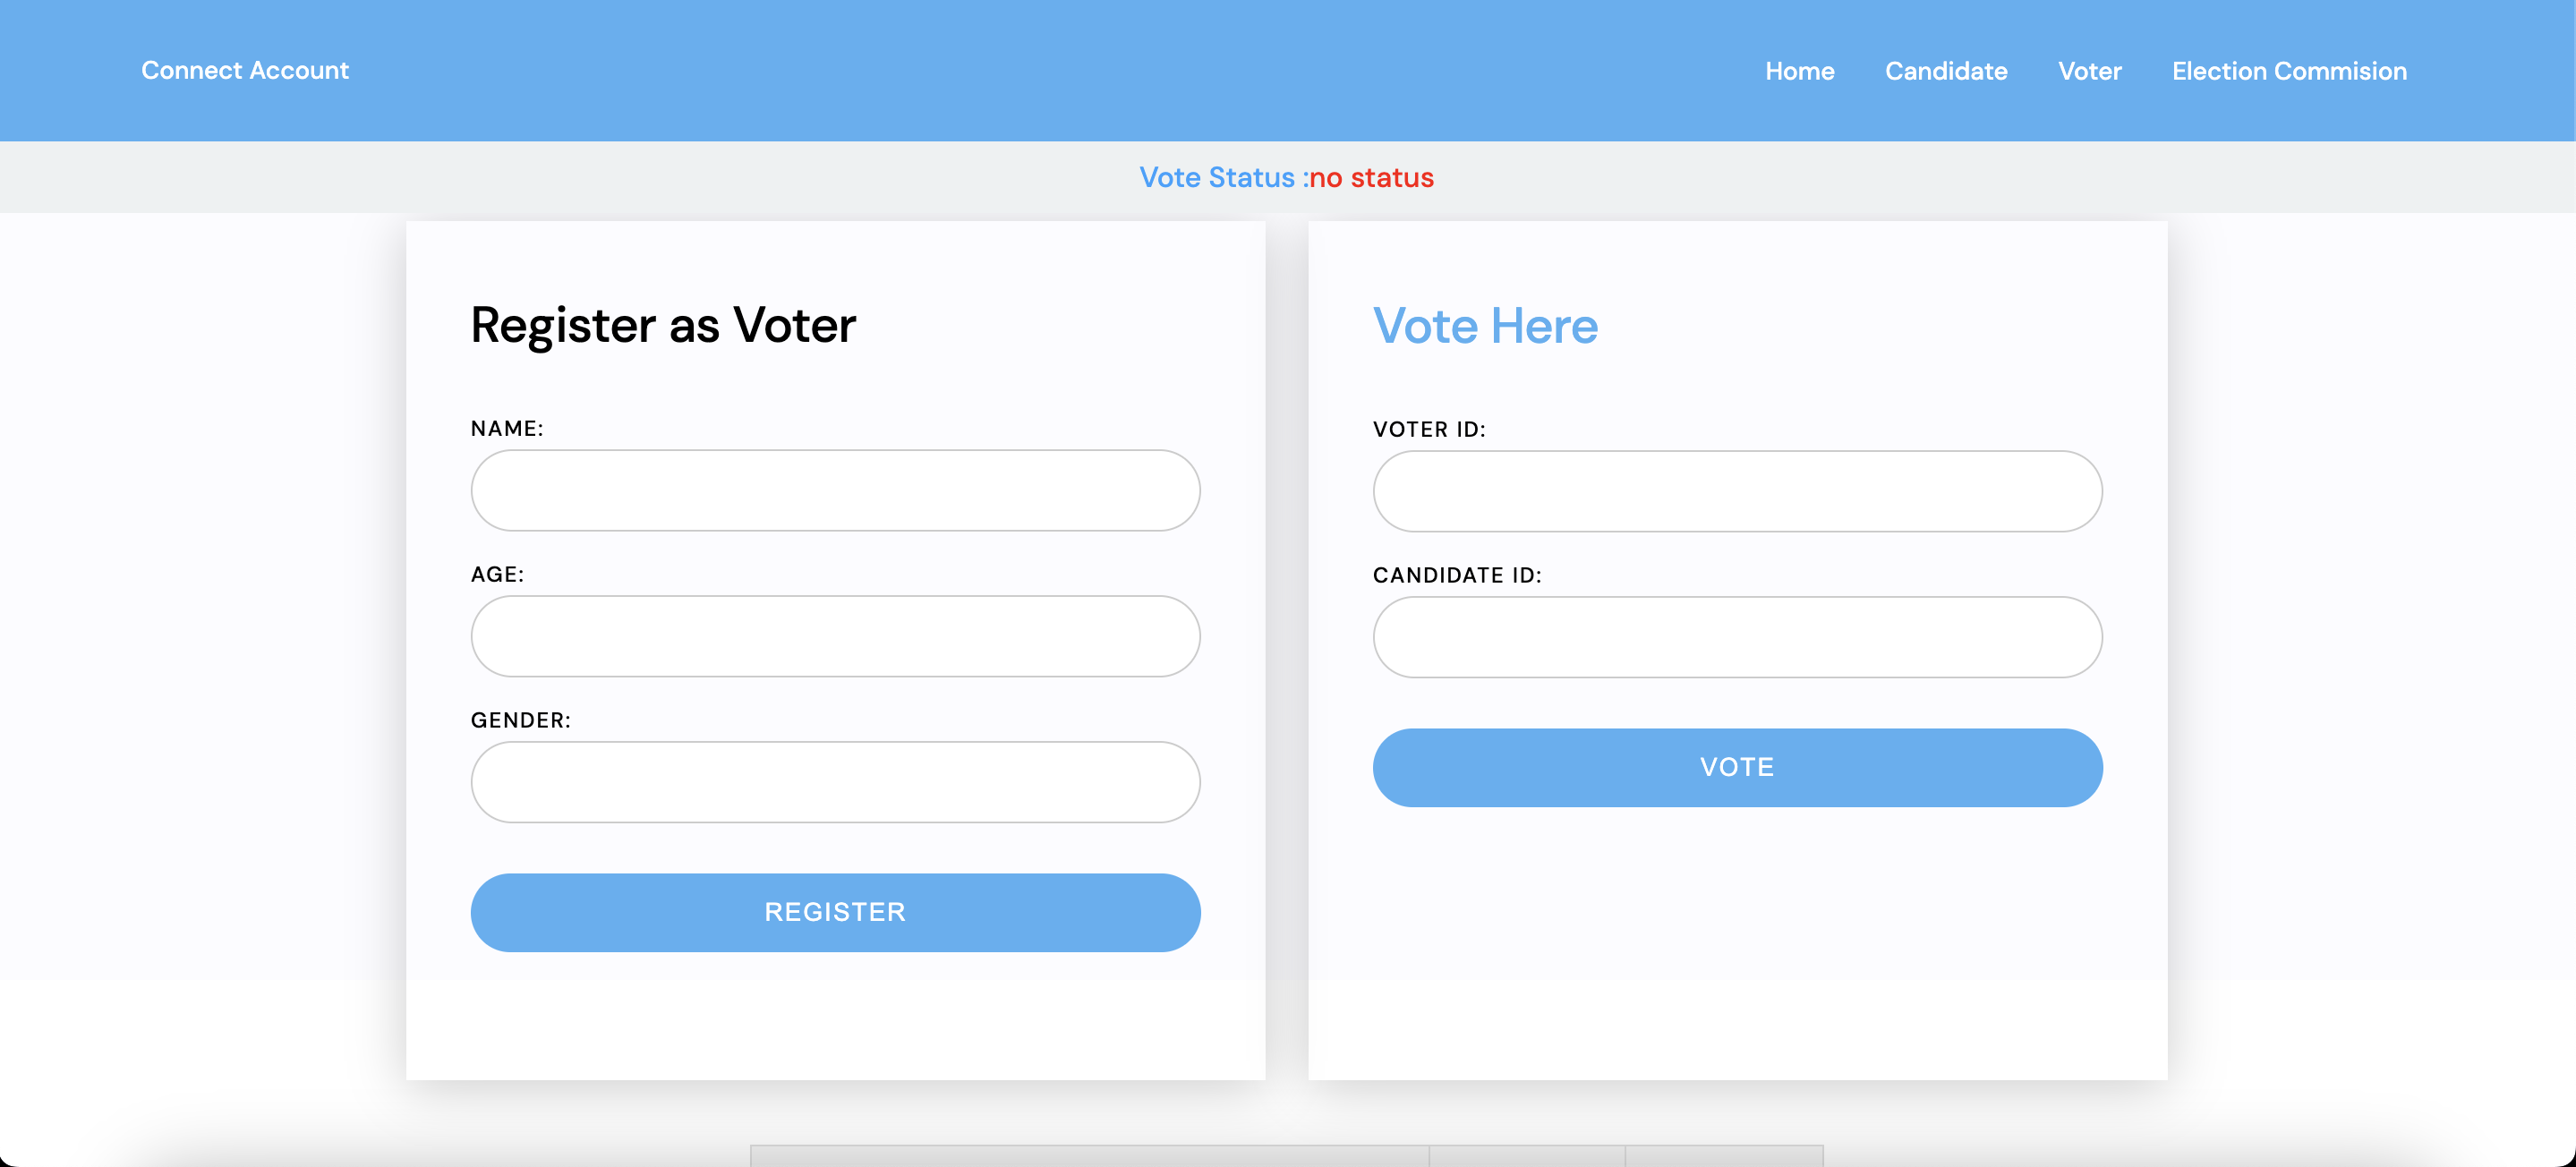 Connect Account
Home Candidate Voter Election Commision
Vote Status :no status
Register as Voter
NAME:
AGE:
GENDER:
REGISTER
Vote Here
VOTER ID:
CANDIDATE ID:
VOTE